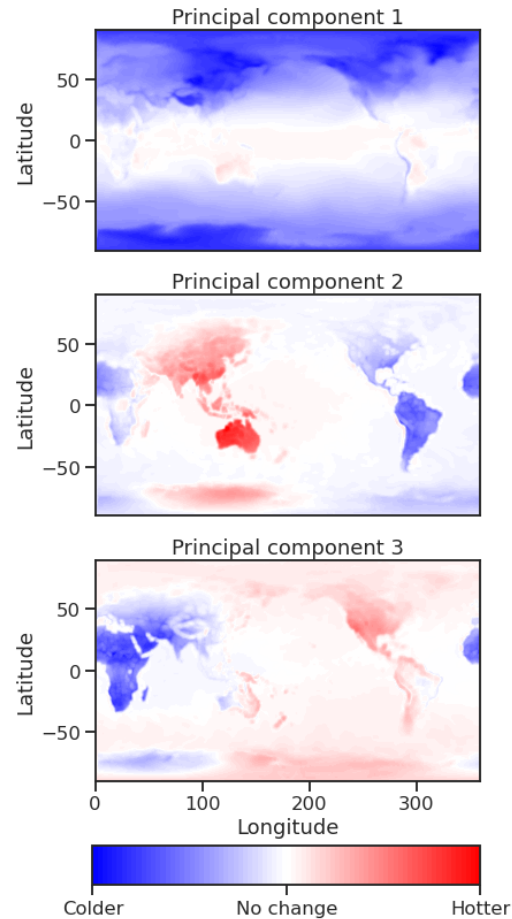 Principal component 1
Latitude
50
0
−50
Principal component 2
Latitude
50
0
−50
Principal component 3
Latitude
50
0
−50
0 100 200 300
Longitude
Colder No change Hotter